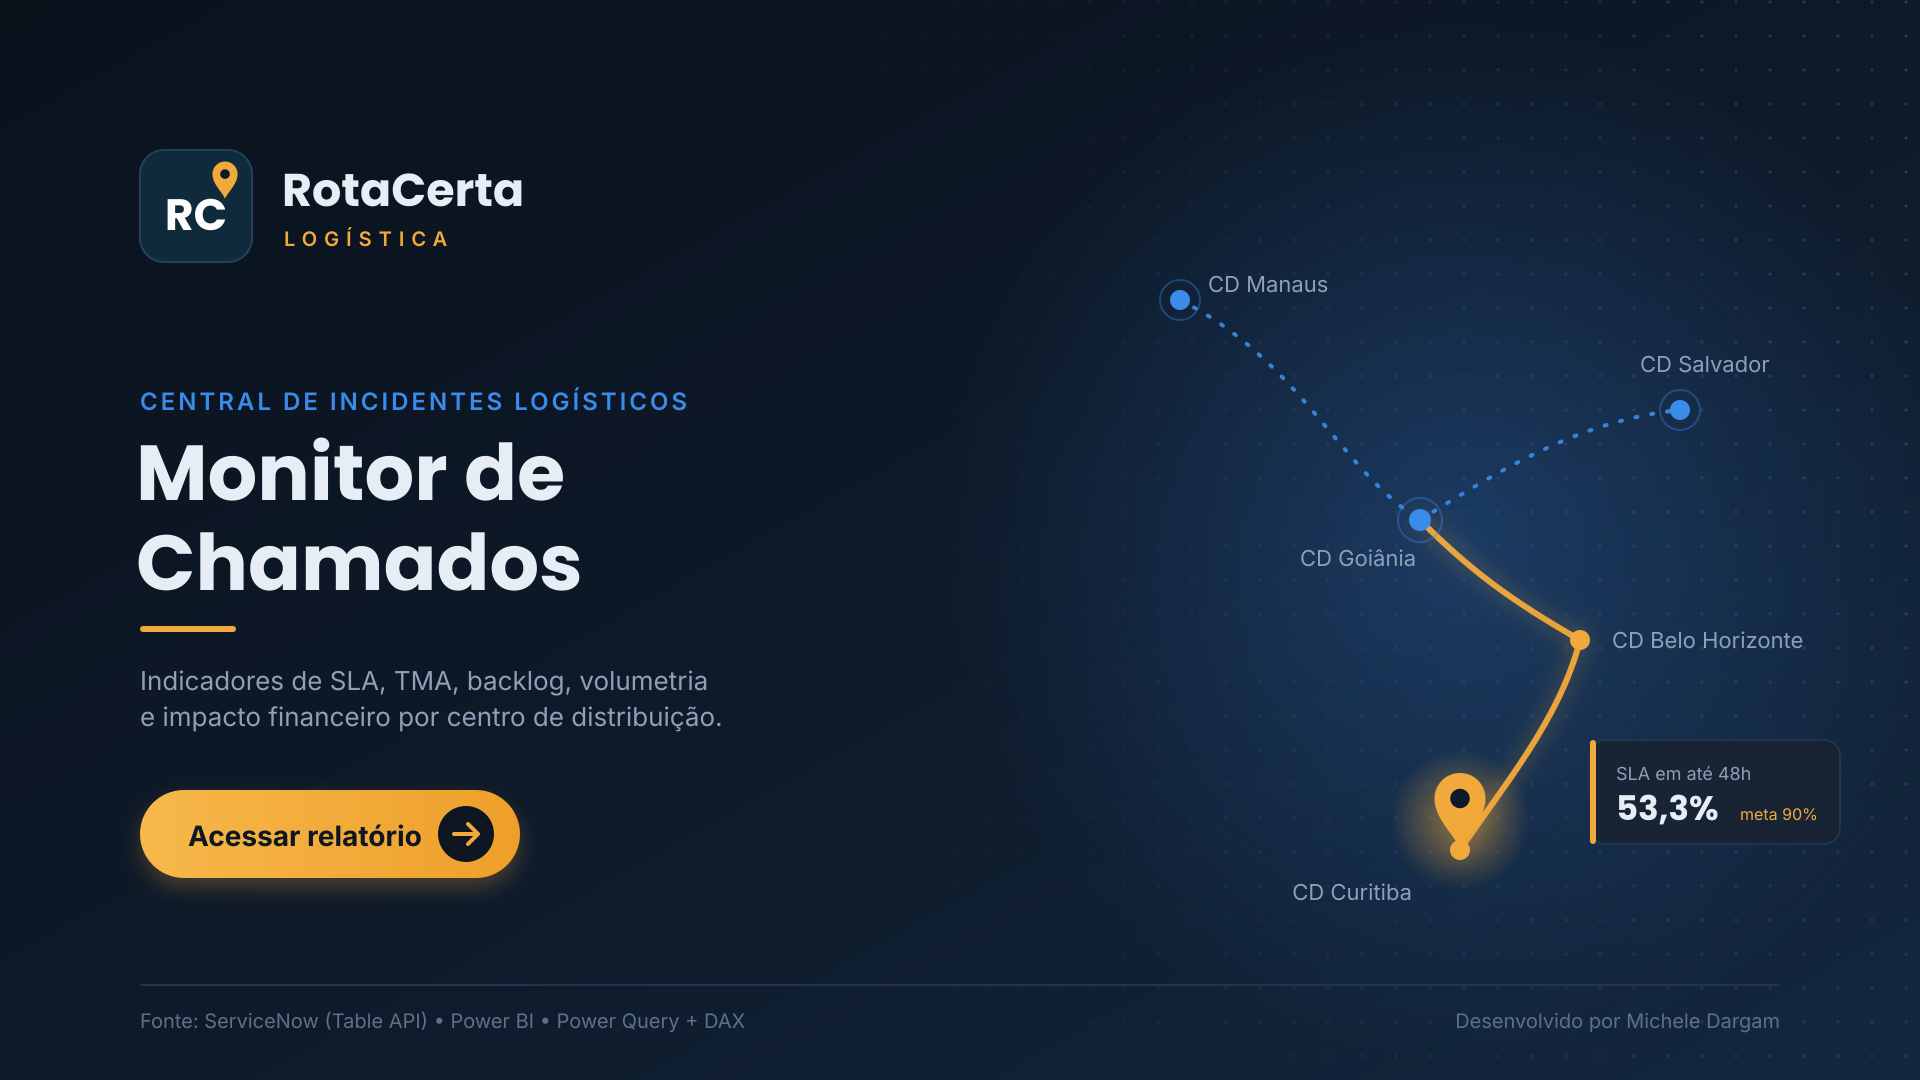 RC
RotaCerta
LOGÍSTICA
CENTRAL DE INCIDENTES LOGÍSTICOS
Monitor de
Chamados
Indicadores de SLA, TMA, backlog, volumetria
e impacto financeiro por centro de distribuição.
Acessar relatório
CD Manaus
CD Salvador
CD Goiânia
CD Belo Horizonte
SLA em até 48h
53,3% meta 90%
CD Curitiba
Fonte: ServiceNow (Table API) • Power BI • Power Query + DAX
Desenvolvido por Michele Dargam